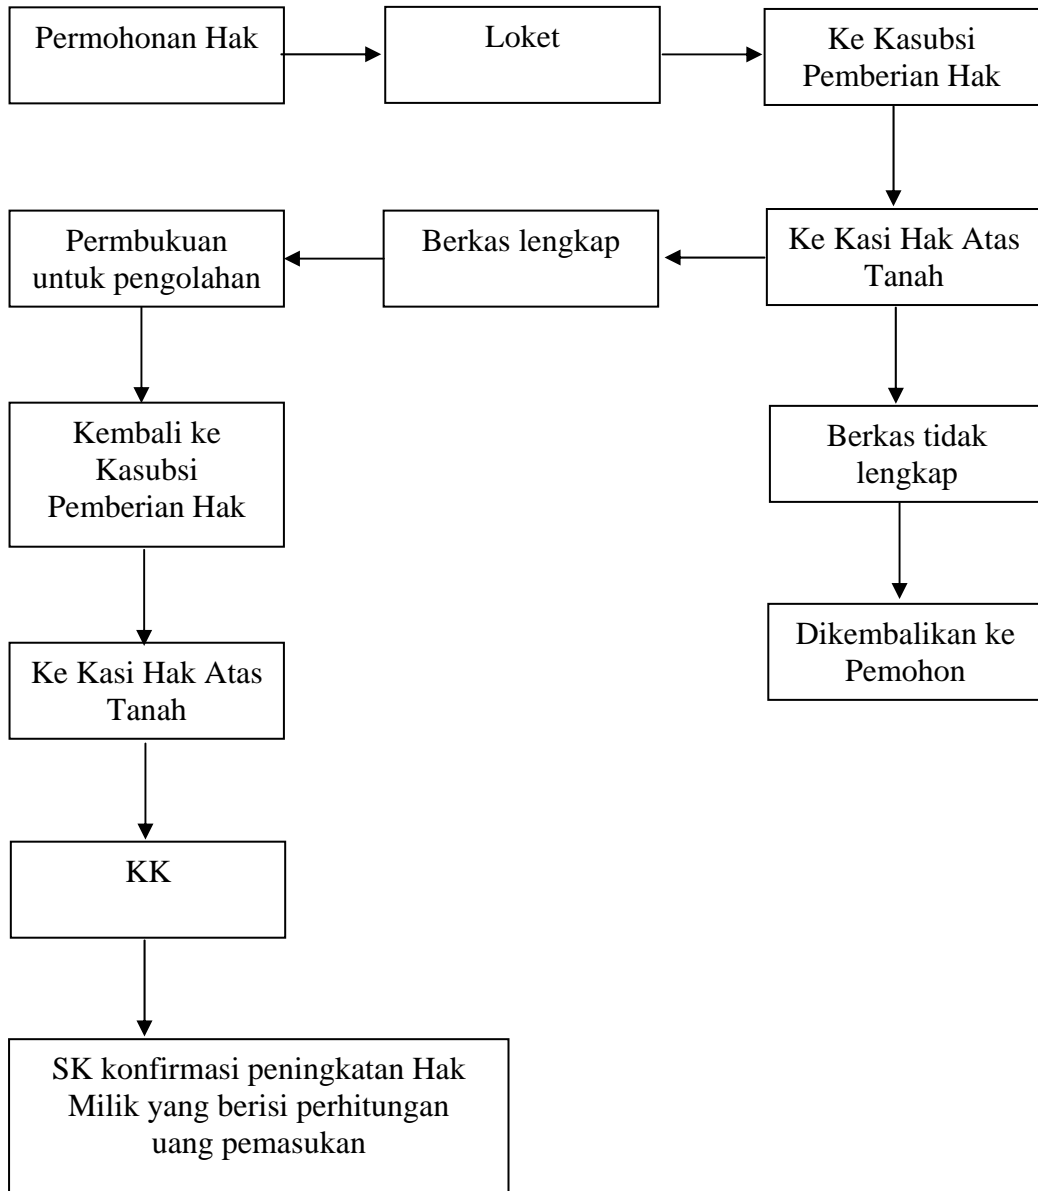 Permohonan Hak
Loket
Ke Kasubsi
Pemberian Hak
Ke Kasi Hak Atas
Tanah
Berkas lengkap
Permbukuan
untuk pengolahan
Kembali ke
Kasubsi
Pemberian Hak
Berkas tidak
lengkap
Dikembalikan ke
Pemohon
Ke Kasi Hak Atas
Tanah
KK
SK konfirmasi peningkatan Hak
Milik yang berisi perhitungan
uang pemasukan